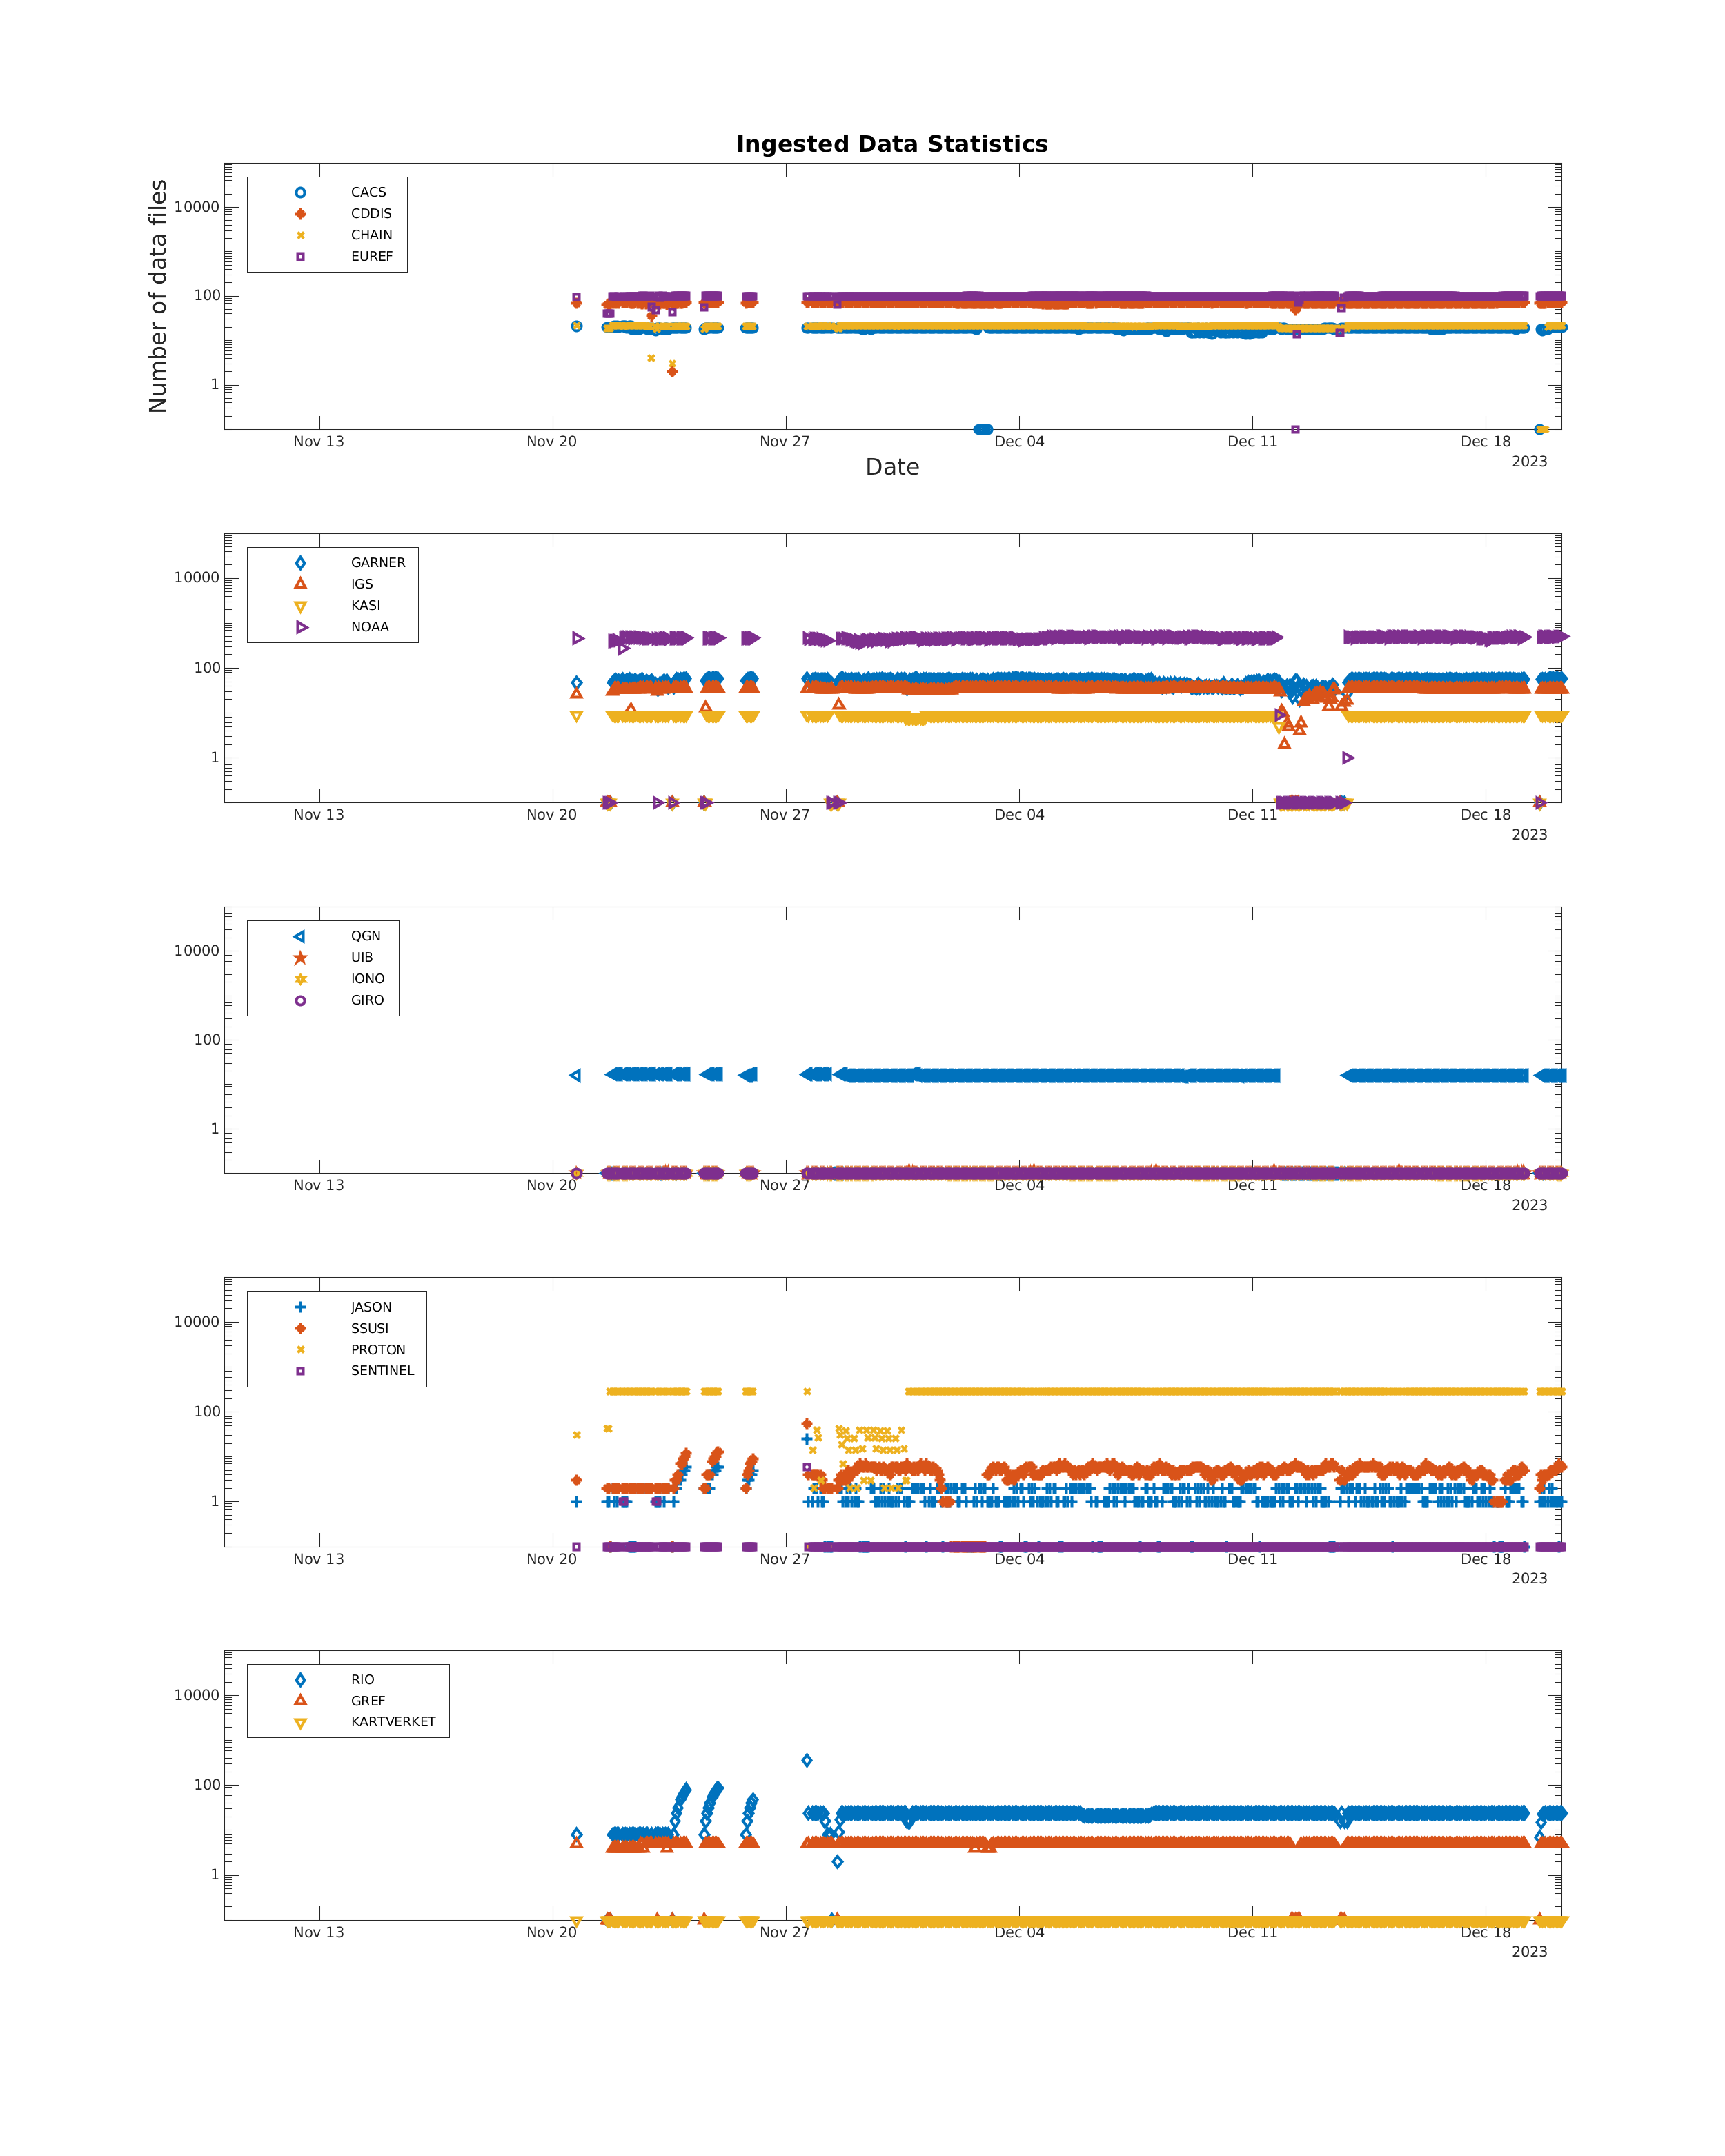 Ingested Data Statistics
Number of data files
CACS
CDDIS
CHAIN
EUREF
10000
100
1
Nov 13 Nov 20 Nov 27 Dec 04 Dec 11 Dec 18
2023
Date
GARNER
IGS
KASI
NOAA
10000
100
1
Nov 13 Nov 20 Nov 27 Dec 04 Dec 11 Dec 18
2023
QGN
UIB
IONO
GIRO
10000
100
1
Nov 13 Nov 20 Nov 27 Dec 04 Dec 11 Dec 18
2023
JASON
SSUSI
PROTON
SENTINEL
10000
100
1
Nov 13 Nov 20 Nov 27 Dec 04 Dec 11 Dec 18
2023
RIO
GREF
KARTVERKET
10000
100
1
Nov 13 Nov 20 Nov 27 Dec 04 Dec 11 Dec 18
2023